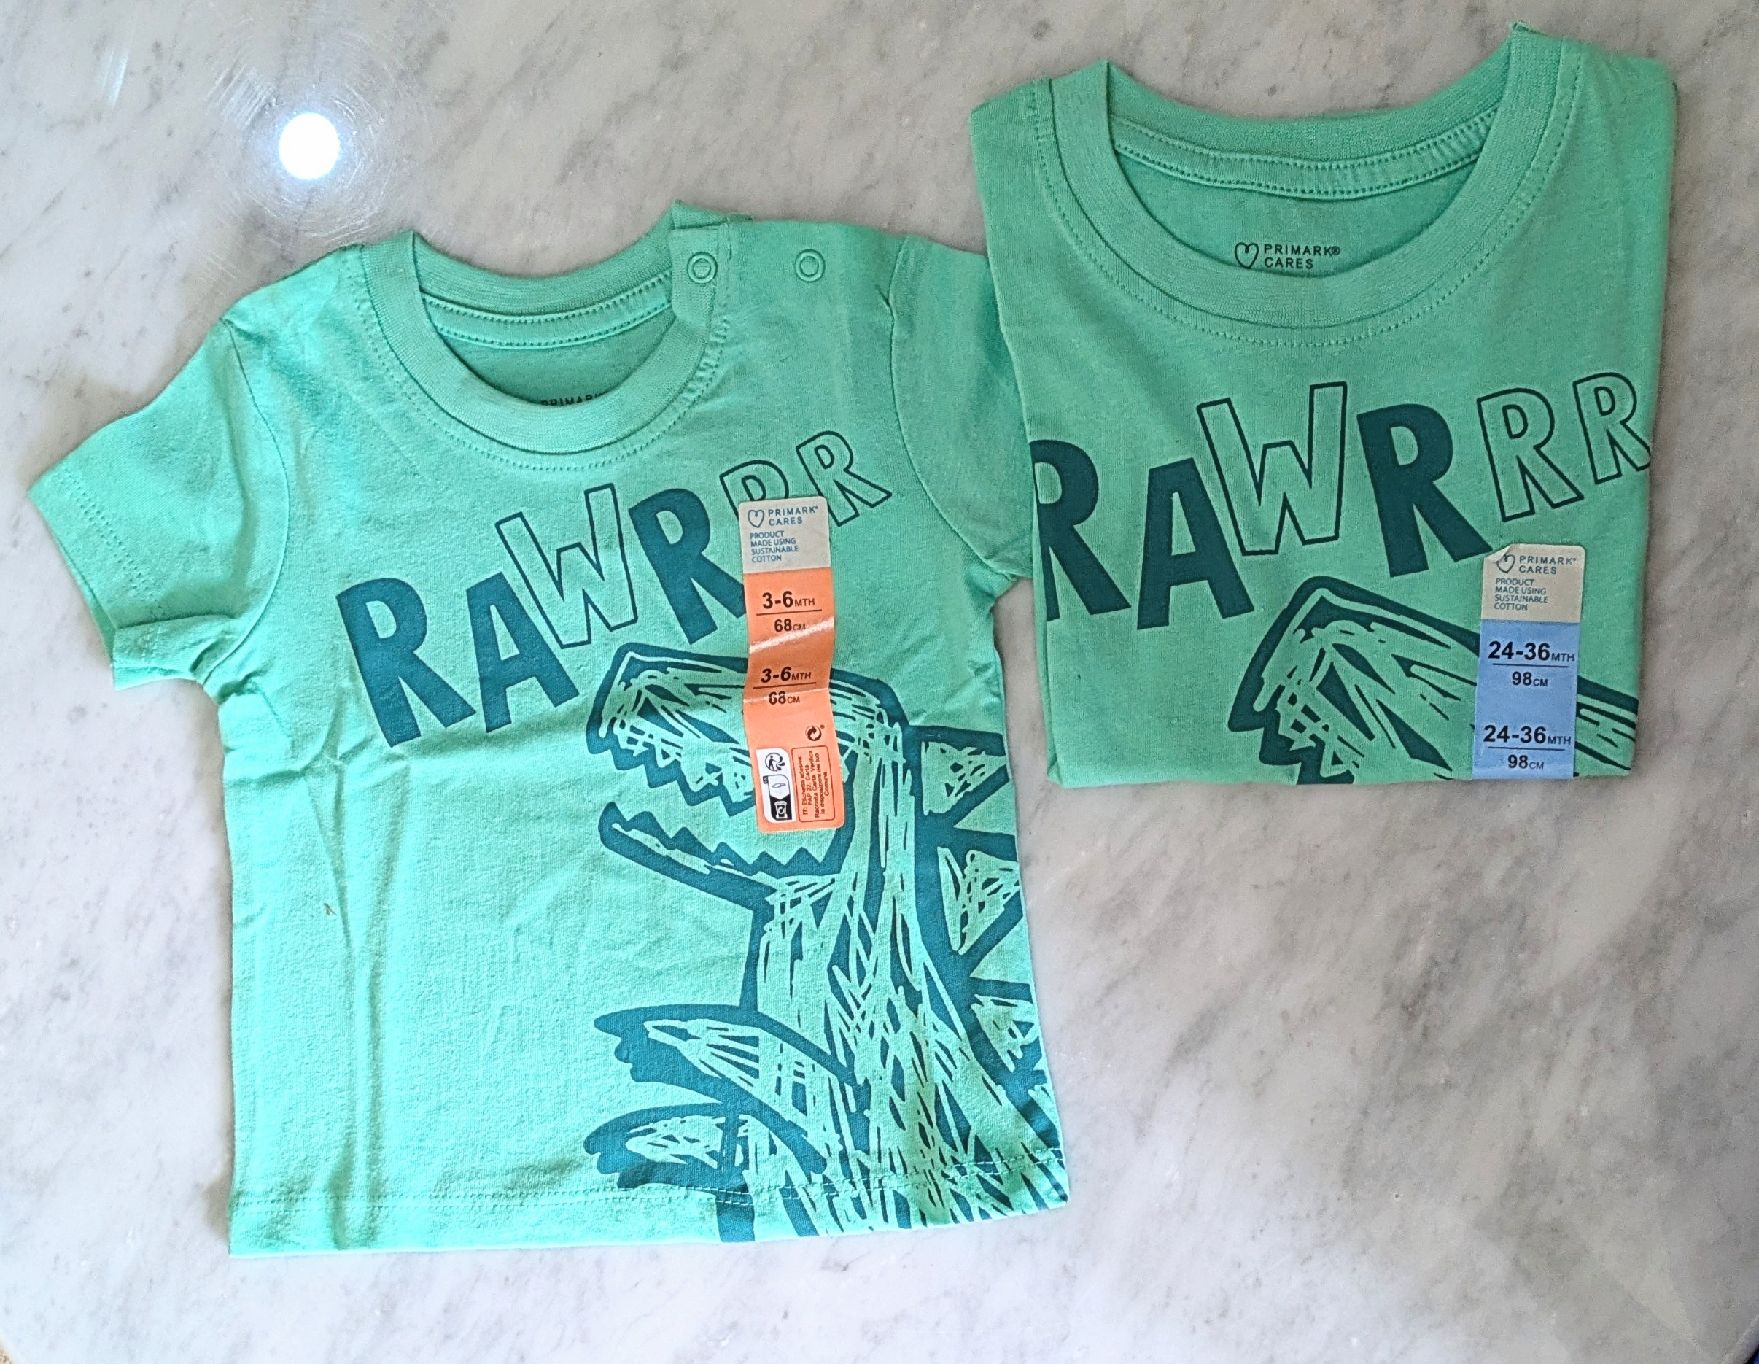 PRIMARK
RAWRRR
PRIMARK®
CARES
PRODUCT
MADE USING
SUSTAINABLE
COTTON
3-6MTH
68CM
3-6MTH
68CM
PRIMARK®
CARES
RAWRRR
PRIMARK®
CARES
PRODUCT
MADE USING
SUSTAINABLE
COTTON
24-36MTH
98CM
24-36MTH
98CM